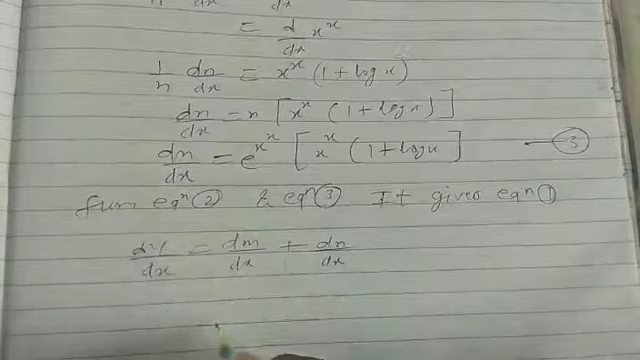 = d/dx x^x
1/n dn/dx = x^x (1 + log x)
dn/dx = n [x^x (1 + log x)]
dn/dx = e^x^x [x^x (1 + log x] — ③
from eqⁿ ② & eqⁿ ③ It gives eqⁿ ①
dy/dx = dm/dx + dn/dx